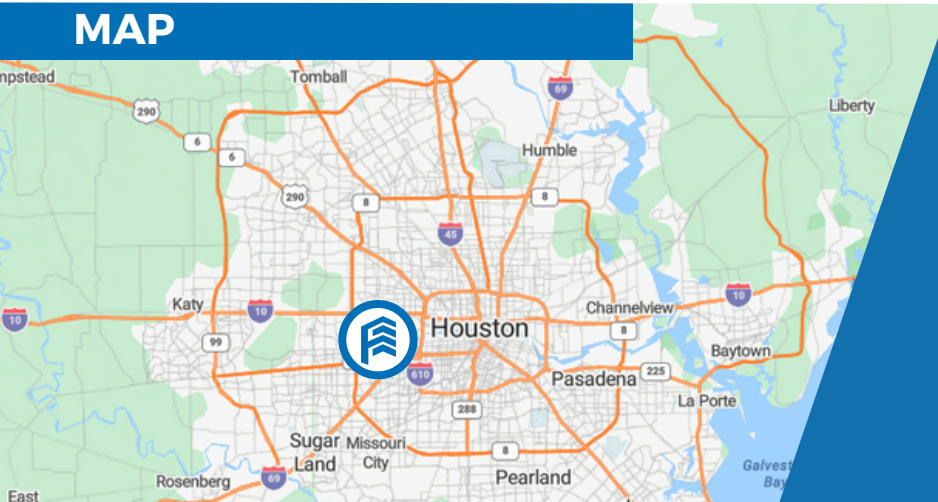 MAP
mpstead
Tomball
290
69
Liberty
6
6
Humble
290
8
8
45
Katy
10
10
10
Channelview
8
Houston
99
Baytown
610
Pasadena
225
La Porte
288
Sugar
Land
Missouri
City
8
Pearland
Galvest
Bay
Rosenberg
69
East